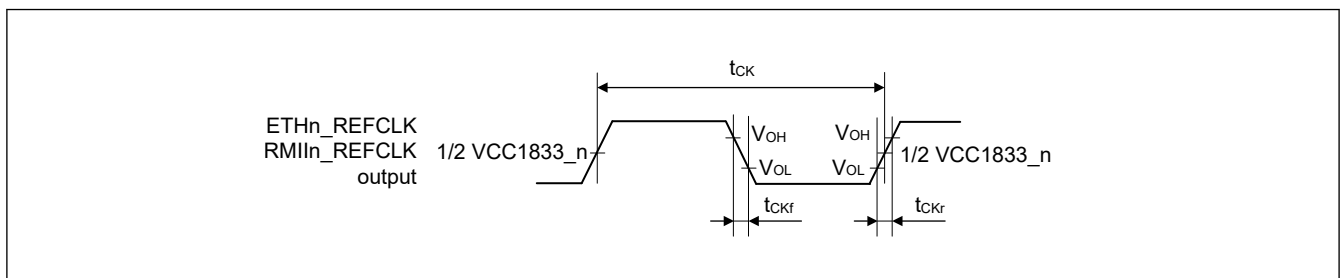 tCK
ETHn_REFCLK
RMIIn_REFCLK
output
1/2 VCC1833_n
VOH
VOL
VOH
VOL
1/2 VCC1833_n
tCKf
tCKr